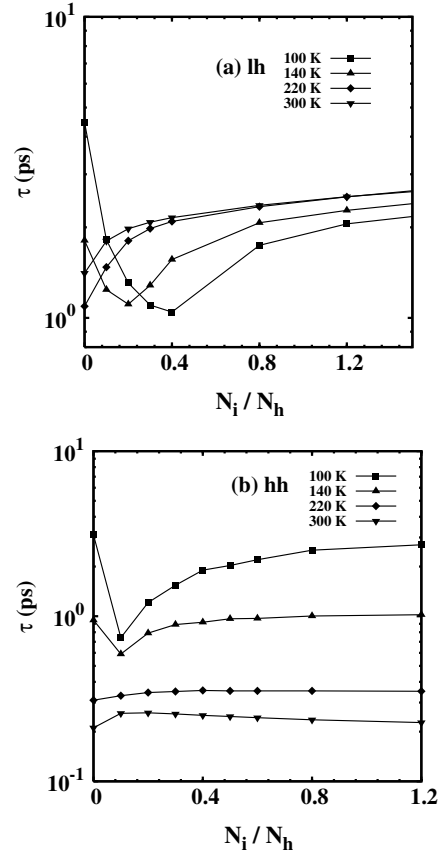 10^1
(a) lh
100 K
140 K
220 K
300 K
τ (ps)
10^0
0 0.4 0.8 1.2
N_i / N_h
10^1
(b) hh
100 K
140 K
220 K
300 K
τ (ps)
10^0
10^-1
0 0.4 0.8 1.2
N_i / N_h